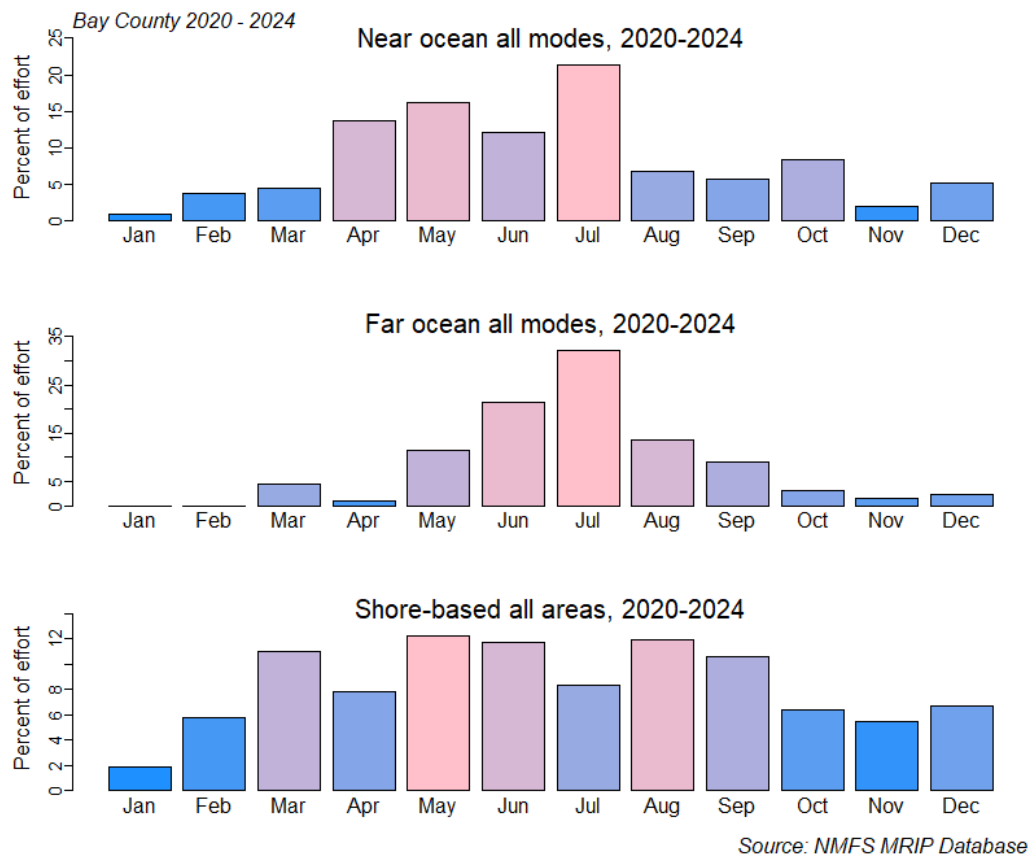 Bay County 2020 - 2024
Near ocean all modes, 2020-2024
Percent of effort
25
20
15
10
5
0
Jan Feb Mar Apr May Jun Jul Aug Sep Oct Nov Dec
Far ocean all modes, 2020-2024
Percent of effort
35
25
15
5
0
Jan Feb Mar Apr May Jun Jul Aug Sep Oct Nov Dec
Shore-based all areas, 2020-2024
Percent of effort
12
8
6
4
2
0
Jan Feb Mar Apr May Jun Jul Aug Sep Oct Nov Dec
Source: NMFS MRIP Database